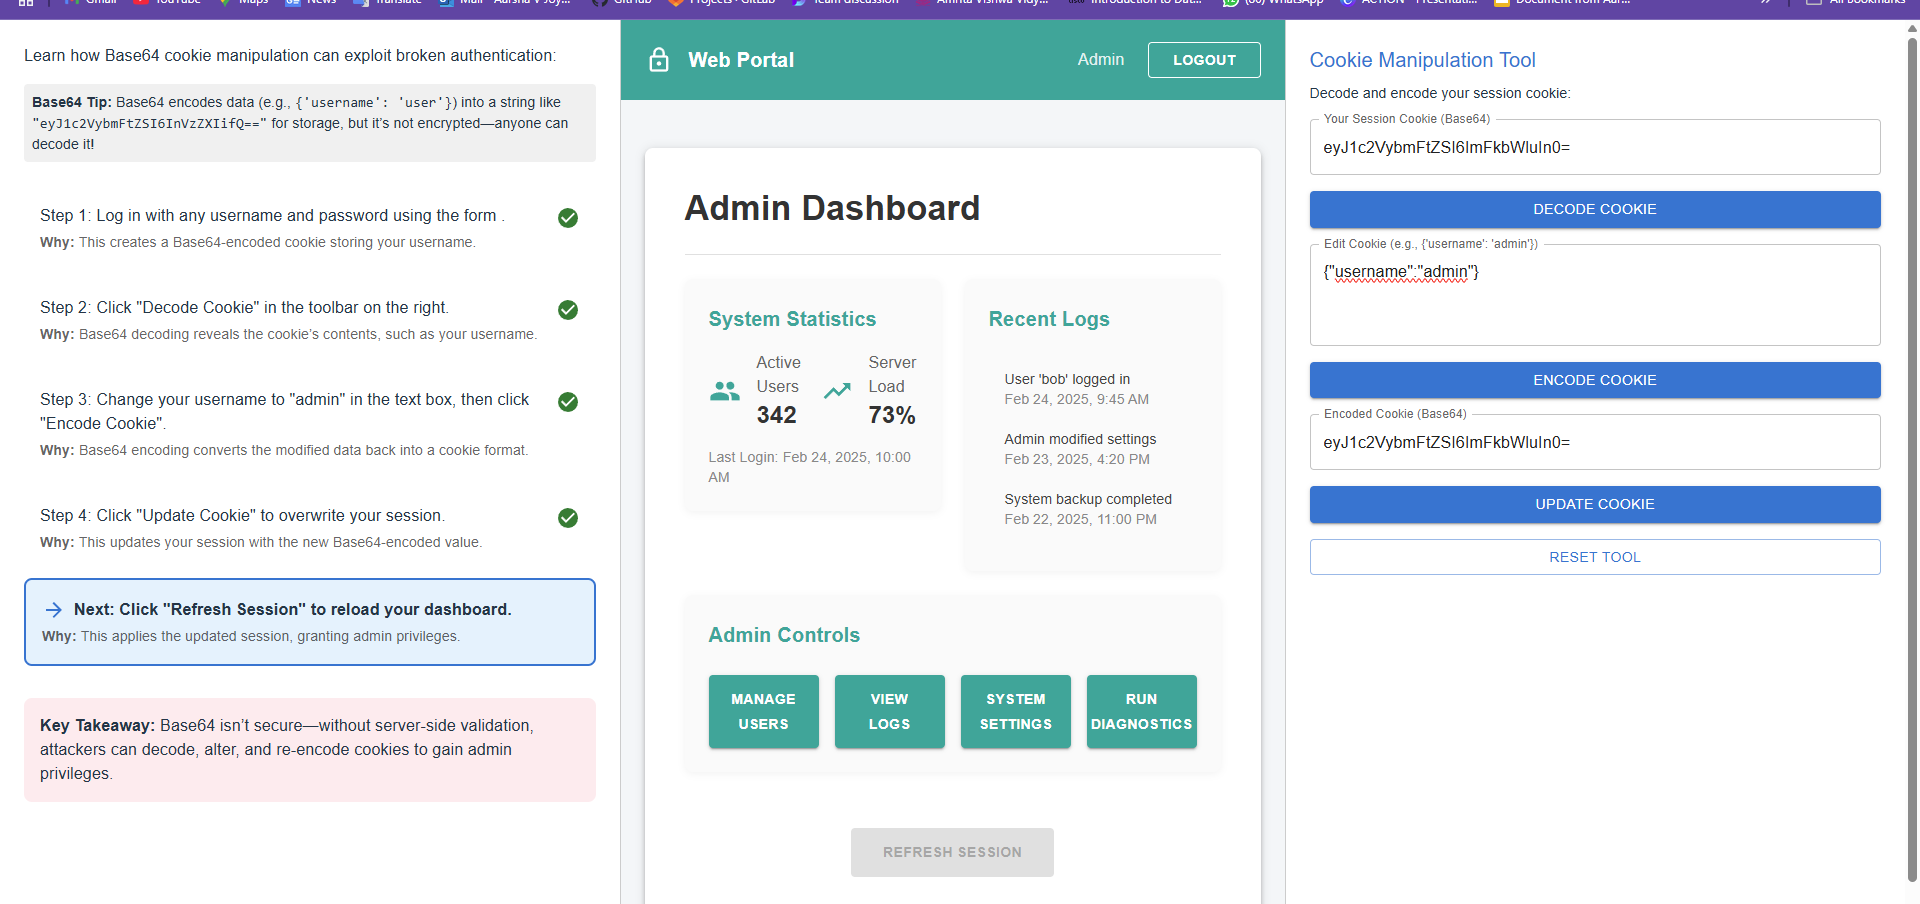 Gmail
YouTube
Maps
News
Translate
GitHub
Projects · GitLab
Team discussion
Amrita Vishwa Vidy...
Introduction to Dat...
(80) WhatsApp
Document from Aar...
All Bookmarks
Learn how Base64 cookie manipulation can exploit broken authentication:
Base64 Tip: Base64 encodes data (e.g., {'username': 'user'}) into a string like
"eyJ1c2VybmFtZSI6InVzZXIifQ==" for storage, but it's not encrypted—anyone can
decode it!
Step 1: Log in with any username and password using the form .
Why: This creates a Base64-encoded cookie storing your username.
Step 2: Click "Decode Cookie" in the toolbar on the right.
Why: Base64 decoding reveals the cookie's contents, such as your username.
Step 3: Change your username to "admin" in the text box, then click
"Encode Cookie".
Why: Base64 encoding converts the modified data back into a cookie format.
Step 4: Click "Update Cookie" to overwrite your session.
Why: This updates your session with the new Base64-encoded value.
Next: Click "Refresh Session" to reload your dashboard.
Why: This applies the updated session, granting admin privileges.
Key Takeaway: Base64 isn't secure—without server-side validation,
attackers can decode, alter, and re-encode cookies to gain admin
privileges.
Web Portal
Admin
LOGOUT
Admin Dashboard
System Statistics
Active
Users
342
Server
Load
73%
Last Login: Feb 24, 2025, 10:00
AM
Recent Logs
User 'bob' logged in
Feb 24, 2025, 9:45 AM
Admin modified settings
Feb 23, 2025, 4:20 PM
System backup completed
Feb 22, 2025, 11:00 PM
Admin Controls
MANAGE
USERS
VIEW
LOGS
SYSTEM
SETTINGS
RUN
DIAGNOSTICS
REFRESH SESSION
Cookie Manipulation Tool
Decode and encode your session cookie:
Your Session Cookie (Base64)
eyJ1c2VybmFtZSI6ImFkbWluIn0=
DECODE COOKIE
Edit Cookie (e.g., {'username': 'admin'})
{"username":"admin"}
ENCODE COOKIE
Encoded Cookie (Base64)
eyJ1c2VybmFtZSI6ImFkbWluIn0=
UPDATE COOKIE
RESET TOOL